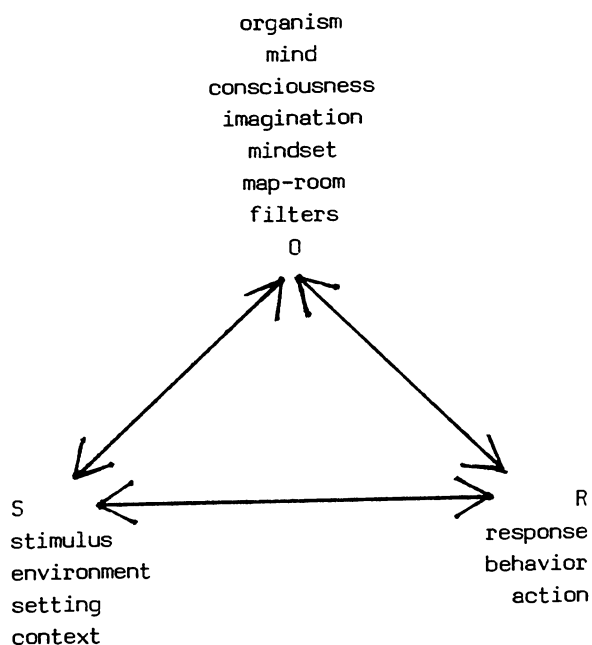 organism
mind
consciousness
imagination
mindset
map-room
filters
O
S
stimulus
environment
setting
context
R
response
behavior
action